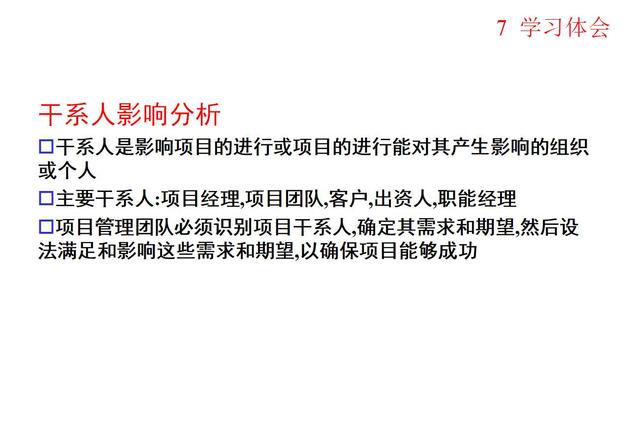 7 学习体会
干系人影响分析
干系人是影响项目的进行或项目的进行能对其产生影响的组织
或个人
主要干系人:项目经理,项目团队,客户,出资人,职能经理
项目管理团队必须识别项目干系人,确定其需求和期望,然后设
法满足和影响这些需求和期望,以确保项目能够成功